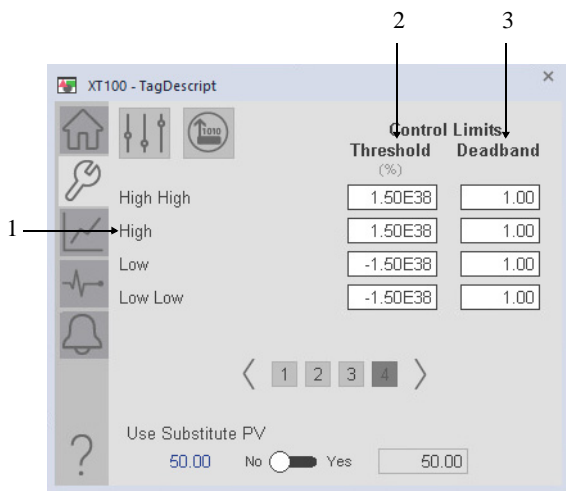 2 3
XT100 - TagDescript ×
1010
Control Limits
Threshold Deadband
(%)
High High 1.50E38 1.00
1 High 1.50E38 1.00
Low -1.50E38 1.00
Low Low -1.50E38 1.00
1 2 3 4
Use Substitute PV
50.00 No Yes 50.00
?